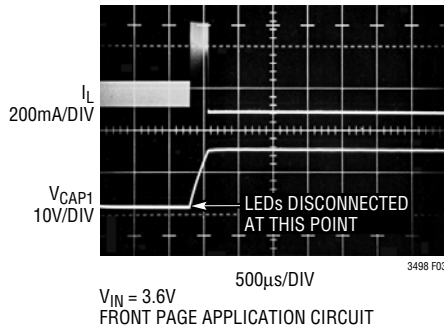 I_L
200mA/DIV
V_CAP1
10V/DIV
LEDs DISCONNECTED
AT THIS POINT
3498 F03
500µs/DIV
V_IN = 3.6V
FRONT PAGE APPLICATION CIRCUIT